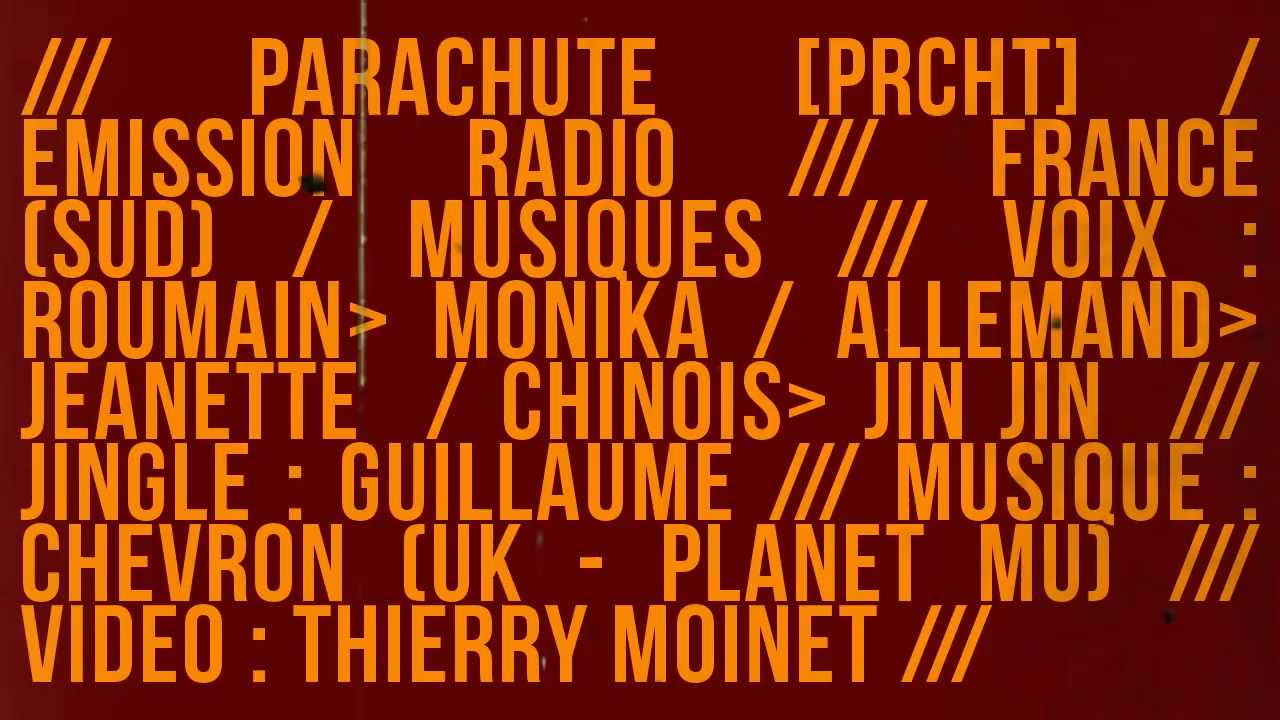 /// PARACHUTE [PRCHT] /
EMISSION RADIO /// FRANCE
(SUD) / MUSIQUES /// VOIX :
ROUMAIN> MONIKA / ALLEMAND>
JEANETTE / CHINOIS> JIN JIN ///
JINGLE : GUILLAUME /// MUSIQUE :
CHEVRON (UK - PLANET MU) ///
VIDEO : THIERRY MOINET ///